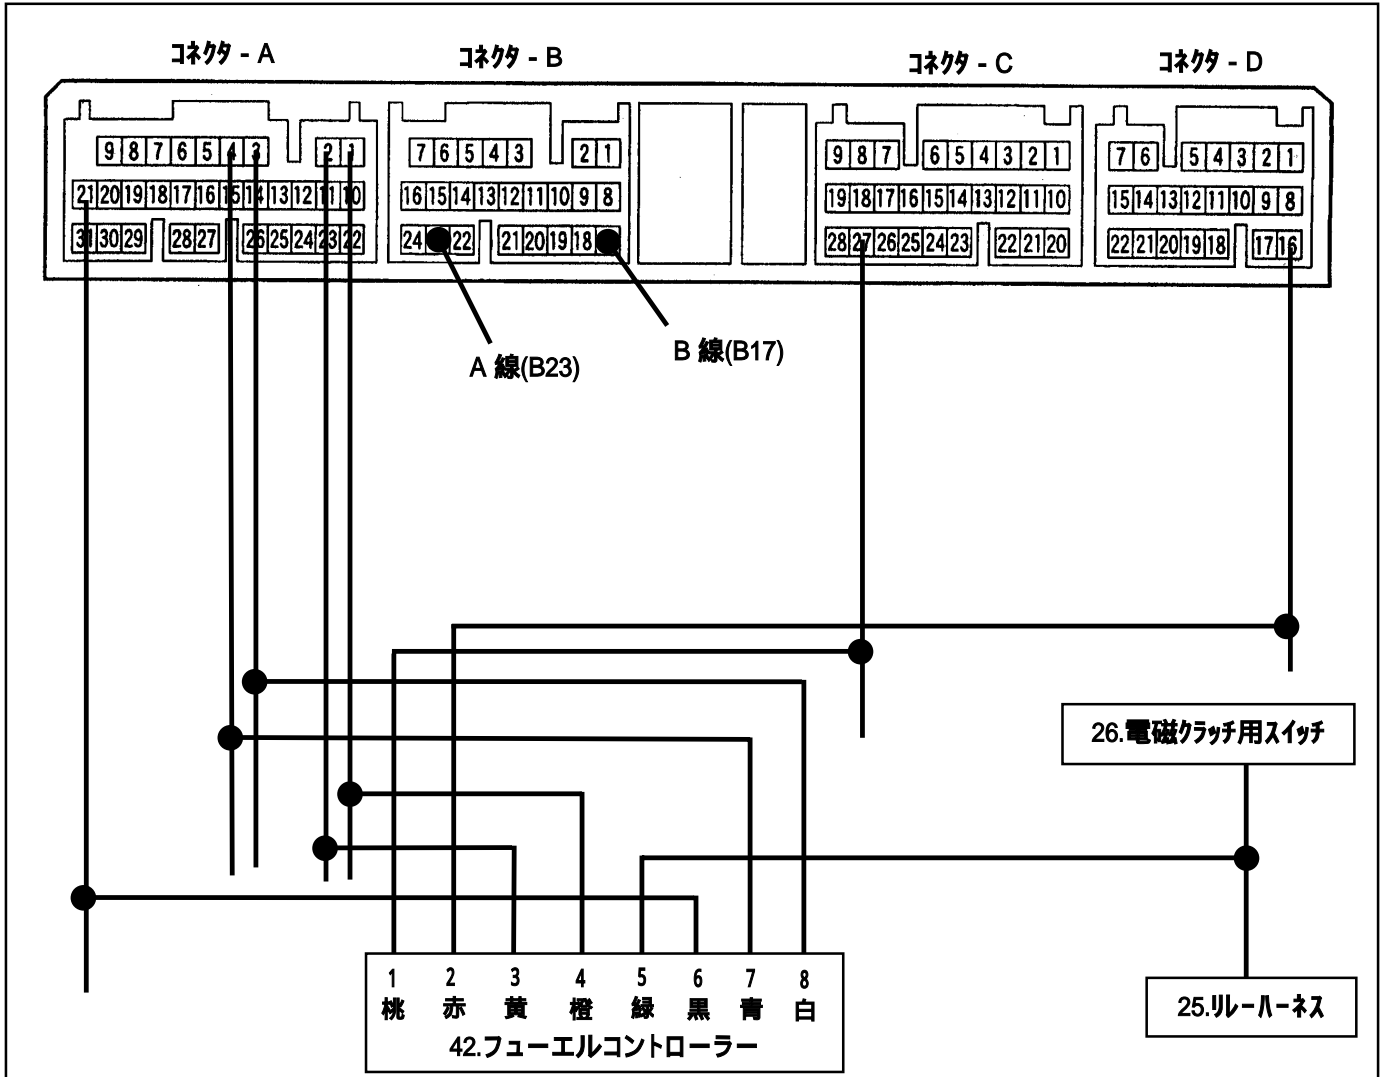 コネクタ - A
コネクタ - B
コネクタ - C
コネクタ - D
9 8 7 6 5 4 3 2 1
21 20 19 18 17 16 15 14 13 12 11 10
31 30 29 28 27 26 25 24 23 22
7 6 5 4 3 2 1
16 15 14 13 12 11 10 9 8
24 22 21 20 19 18
9 8 7 6 5 4 3 2 1
19 18 17 16 15 14 13 12 11 10
28 27 26 25 24 23 22 21 20
7 6 5 4 3 2 1
15 14 13 12 11 10 9 8
22 21 20 19 18 17 16
A 線(B23)
B 線(B17)
26.電磁クラッチ用スイッチ
25.リレーハーネス
1 2 3 4 5 6 7 8
桃 赤 黄 橙 緑 黒 青 白
42.フューエルコントローラー